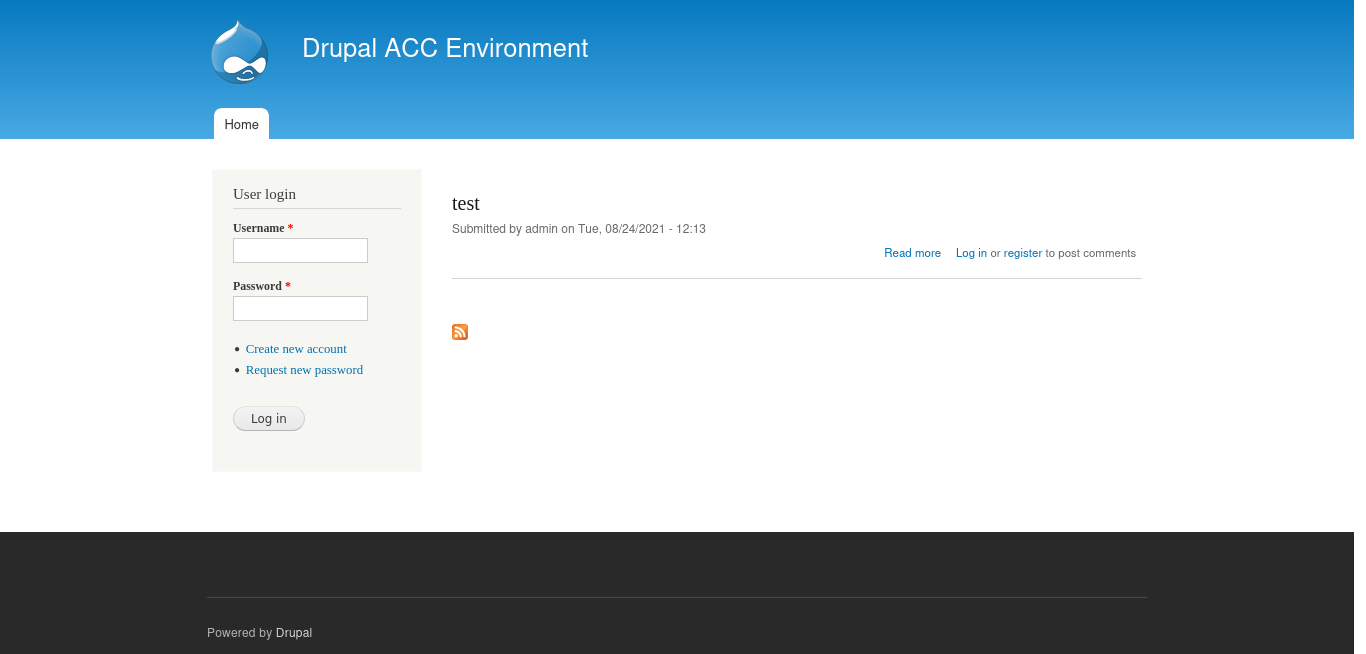 Drupal ACC Environment
Home
User login
Username *
Password *
Create new account
Request new password
Log in
test
Submitted by admin on Tue, 08/24/2021 - 12:13
Read more Log in or register to post comments
Powered by Drupal